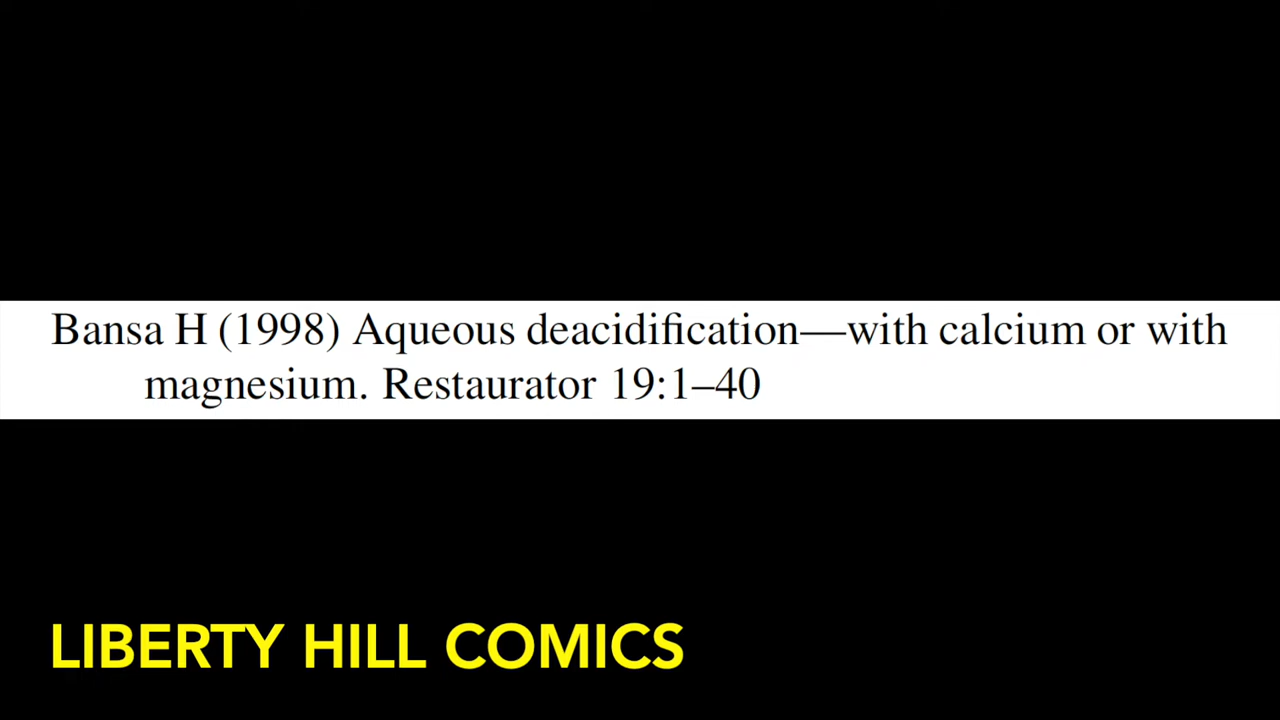 Bansa H (1998) Aqueous deacidification—with calcium or with
magnesium. Restaurator 19:1–40
LIBERTY HILL COMICS